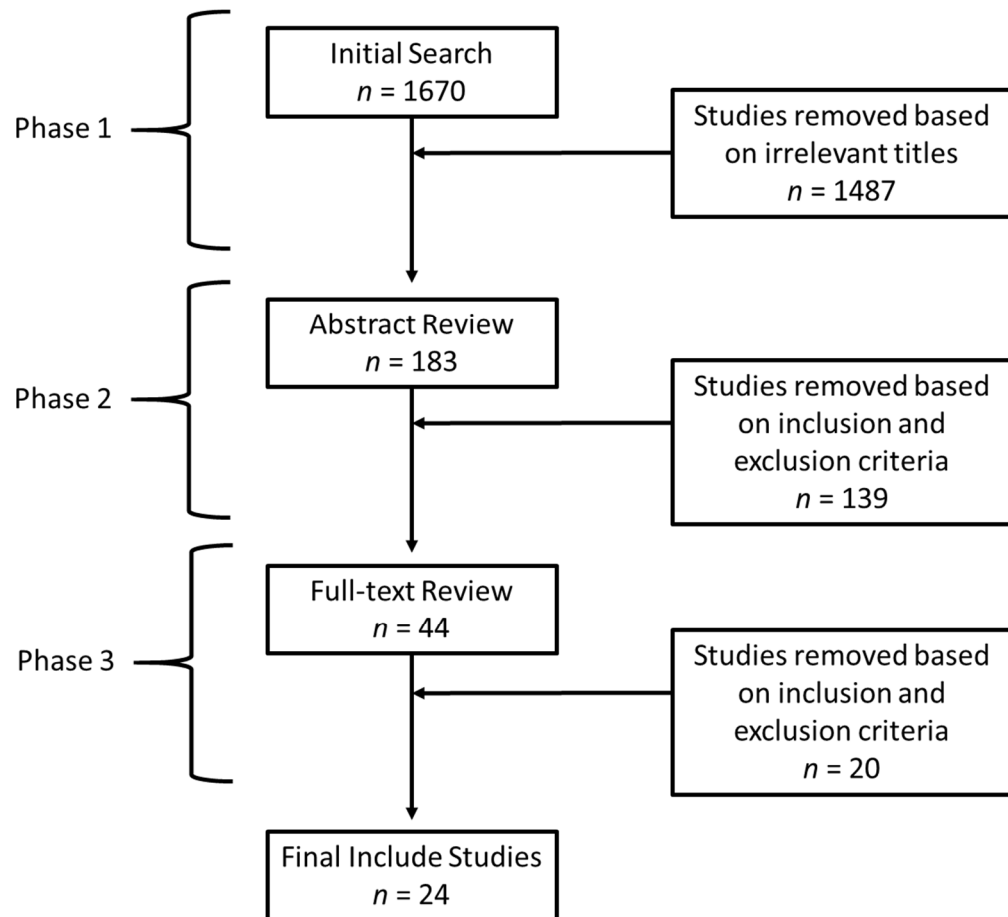 Initial Search
n = 1670
Phase 1
Studies removed based
on irrelevant titles
n = 1487
Abstract Review
n = 183
Phase 2
Studies removed based
on inclusion and
exclusion criteria
n = 139
Full-text Review
n = 44
Phase 3
Studies removed based
on inclusion and
exclusion criteria
n = 20
Final Include Studies
n = 24